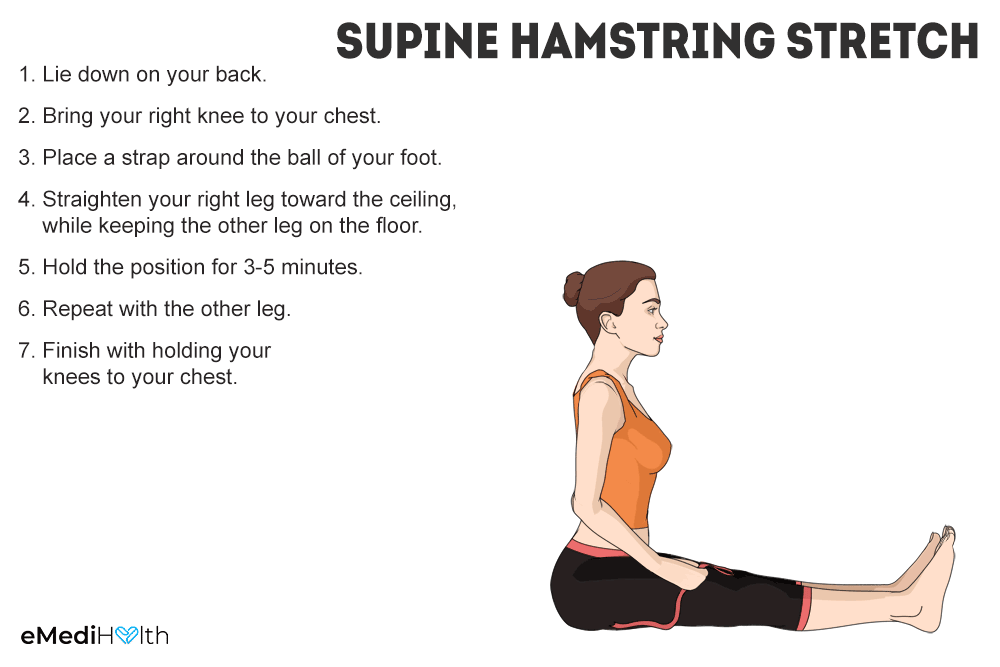 SUPINE HAMSTRING STRETCH
1. Lie down on your back.
2. Bring your right knee to your chest.
3. Place a strap around the ball of your foot.
4. Straighten your right leg toward the ceiling,
while keeping the other leg on the floor.
5. Hold the position for 3-5 minutes.
6. Repeat with the other leg.
7. Finish with holding your
knees to your chest.
eMediHealth